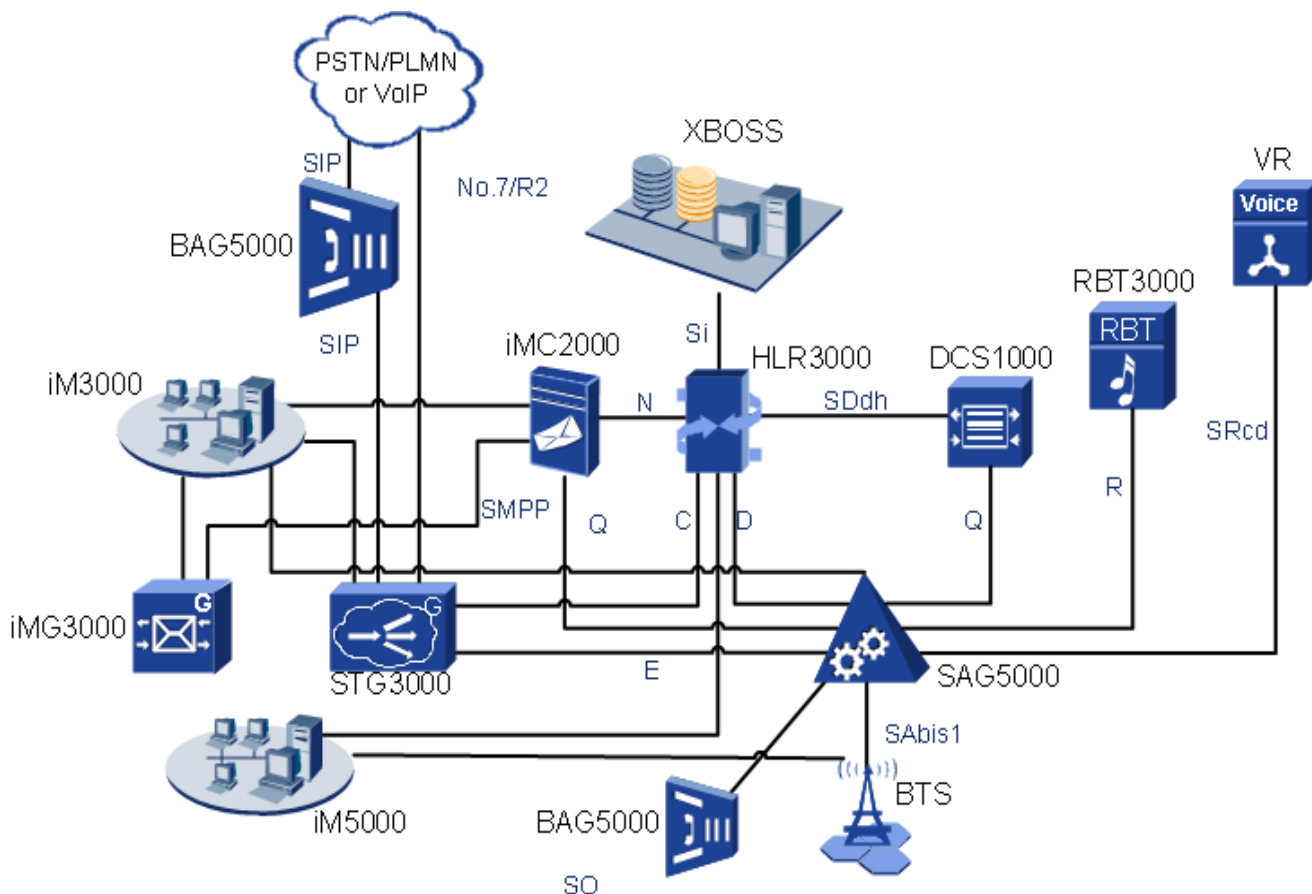 PSTN/PLMN
or VoIP
XBOSS
VR
SIP
No.7/R2
Voice
BAG5000
RBT3000
RBT
SIP
Si
iMC2000
HLR3000
DCS1000
iM3000
N
SDdh
SRcd
SMPP
Q
C
D
Q
R
G
G
iMG3000
STG3000
E
SAG5000
SAbis1
iM5000
BAG5000
BTS
SO